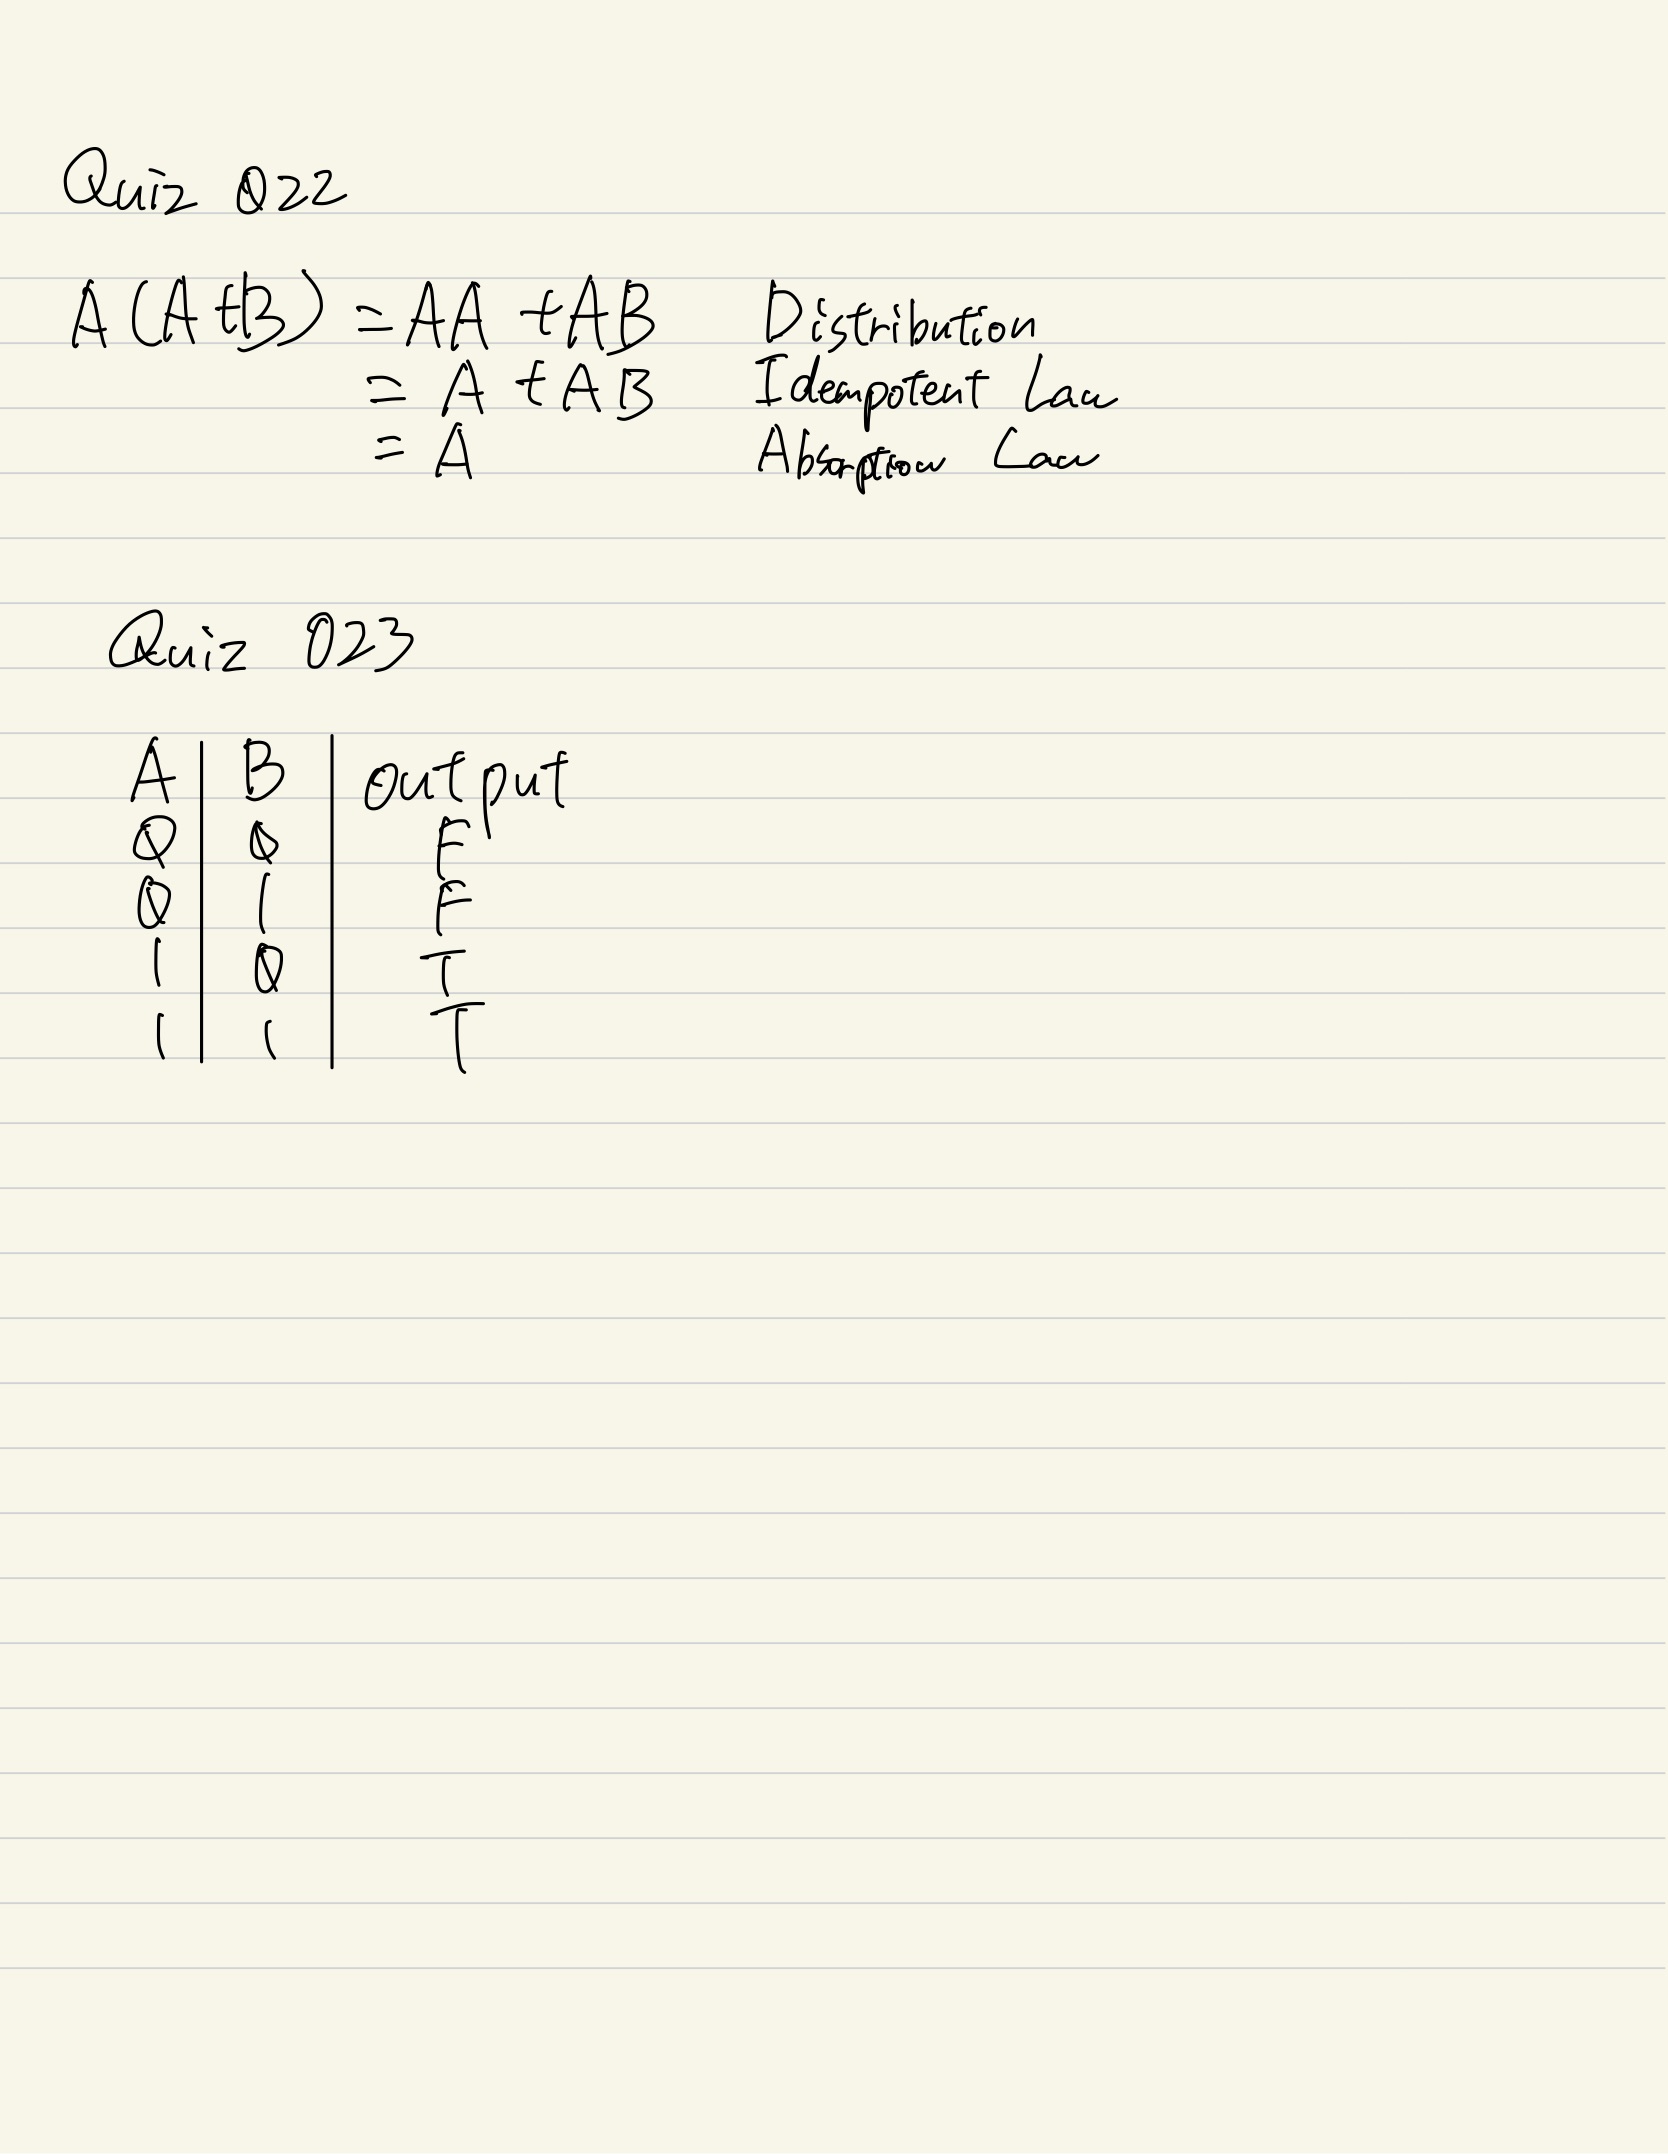 Quiz 022
A(A+B) = AA + AB Distribution
= A + AB Idempotent Law
= A Absorption Law
Quiz 023
A B output
0 0 F
0 1 F
1 0 T
1 1 T